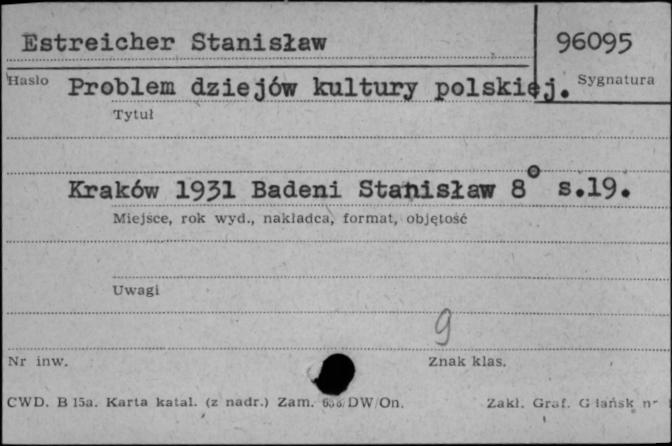 Estreicher Stanisław 96095
Hasło Problem dziejów kultury polskiej. Sygnatura
Tytuł
Kraków 1931 Badeni Stanisław 8° s.19.
Miejsce, rok wyd., nakładca, format, objętość
Uwagi
9
Nr inw. Znak klas.
CWD. B 15a. Karta katal. (z nadr.) Zam. DW/On. Zakł. Graf. Gdańsk nr